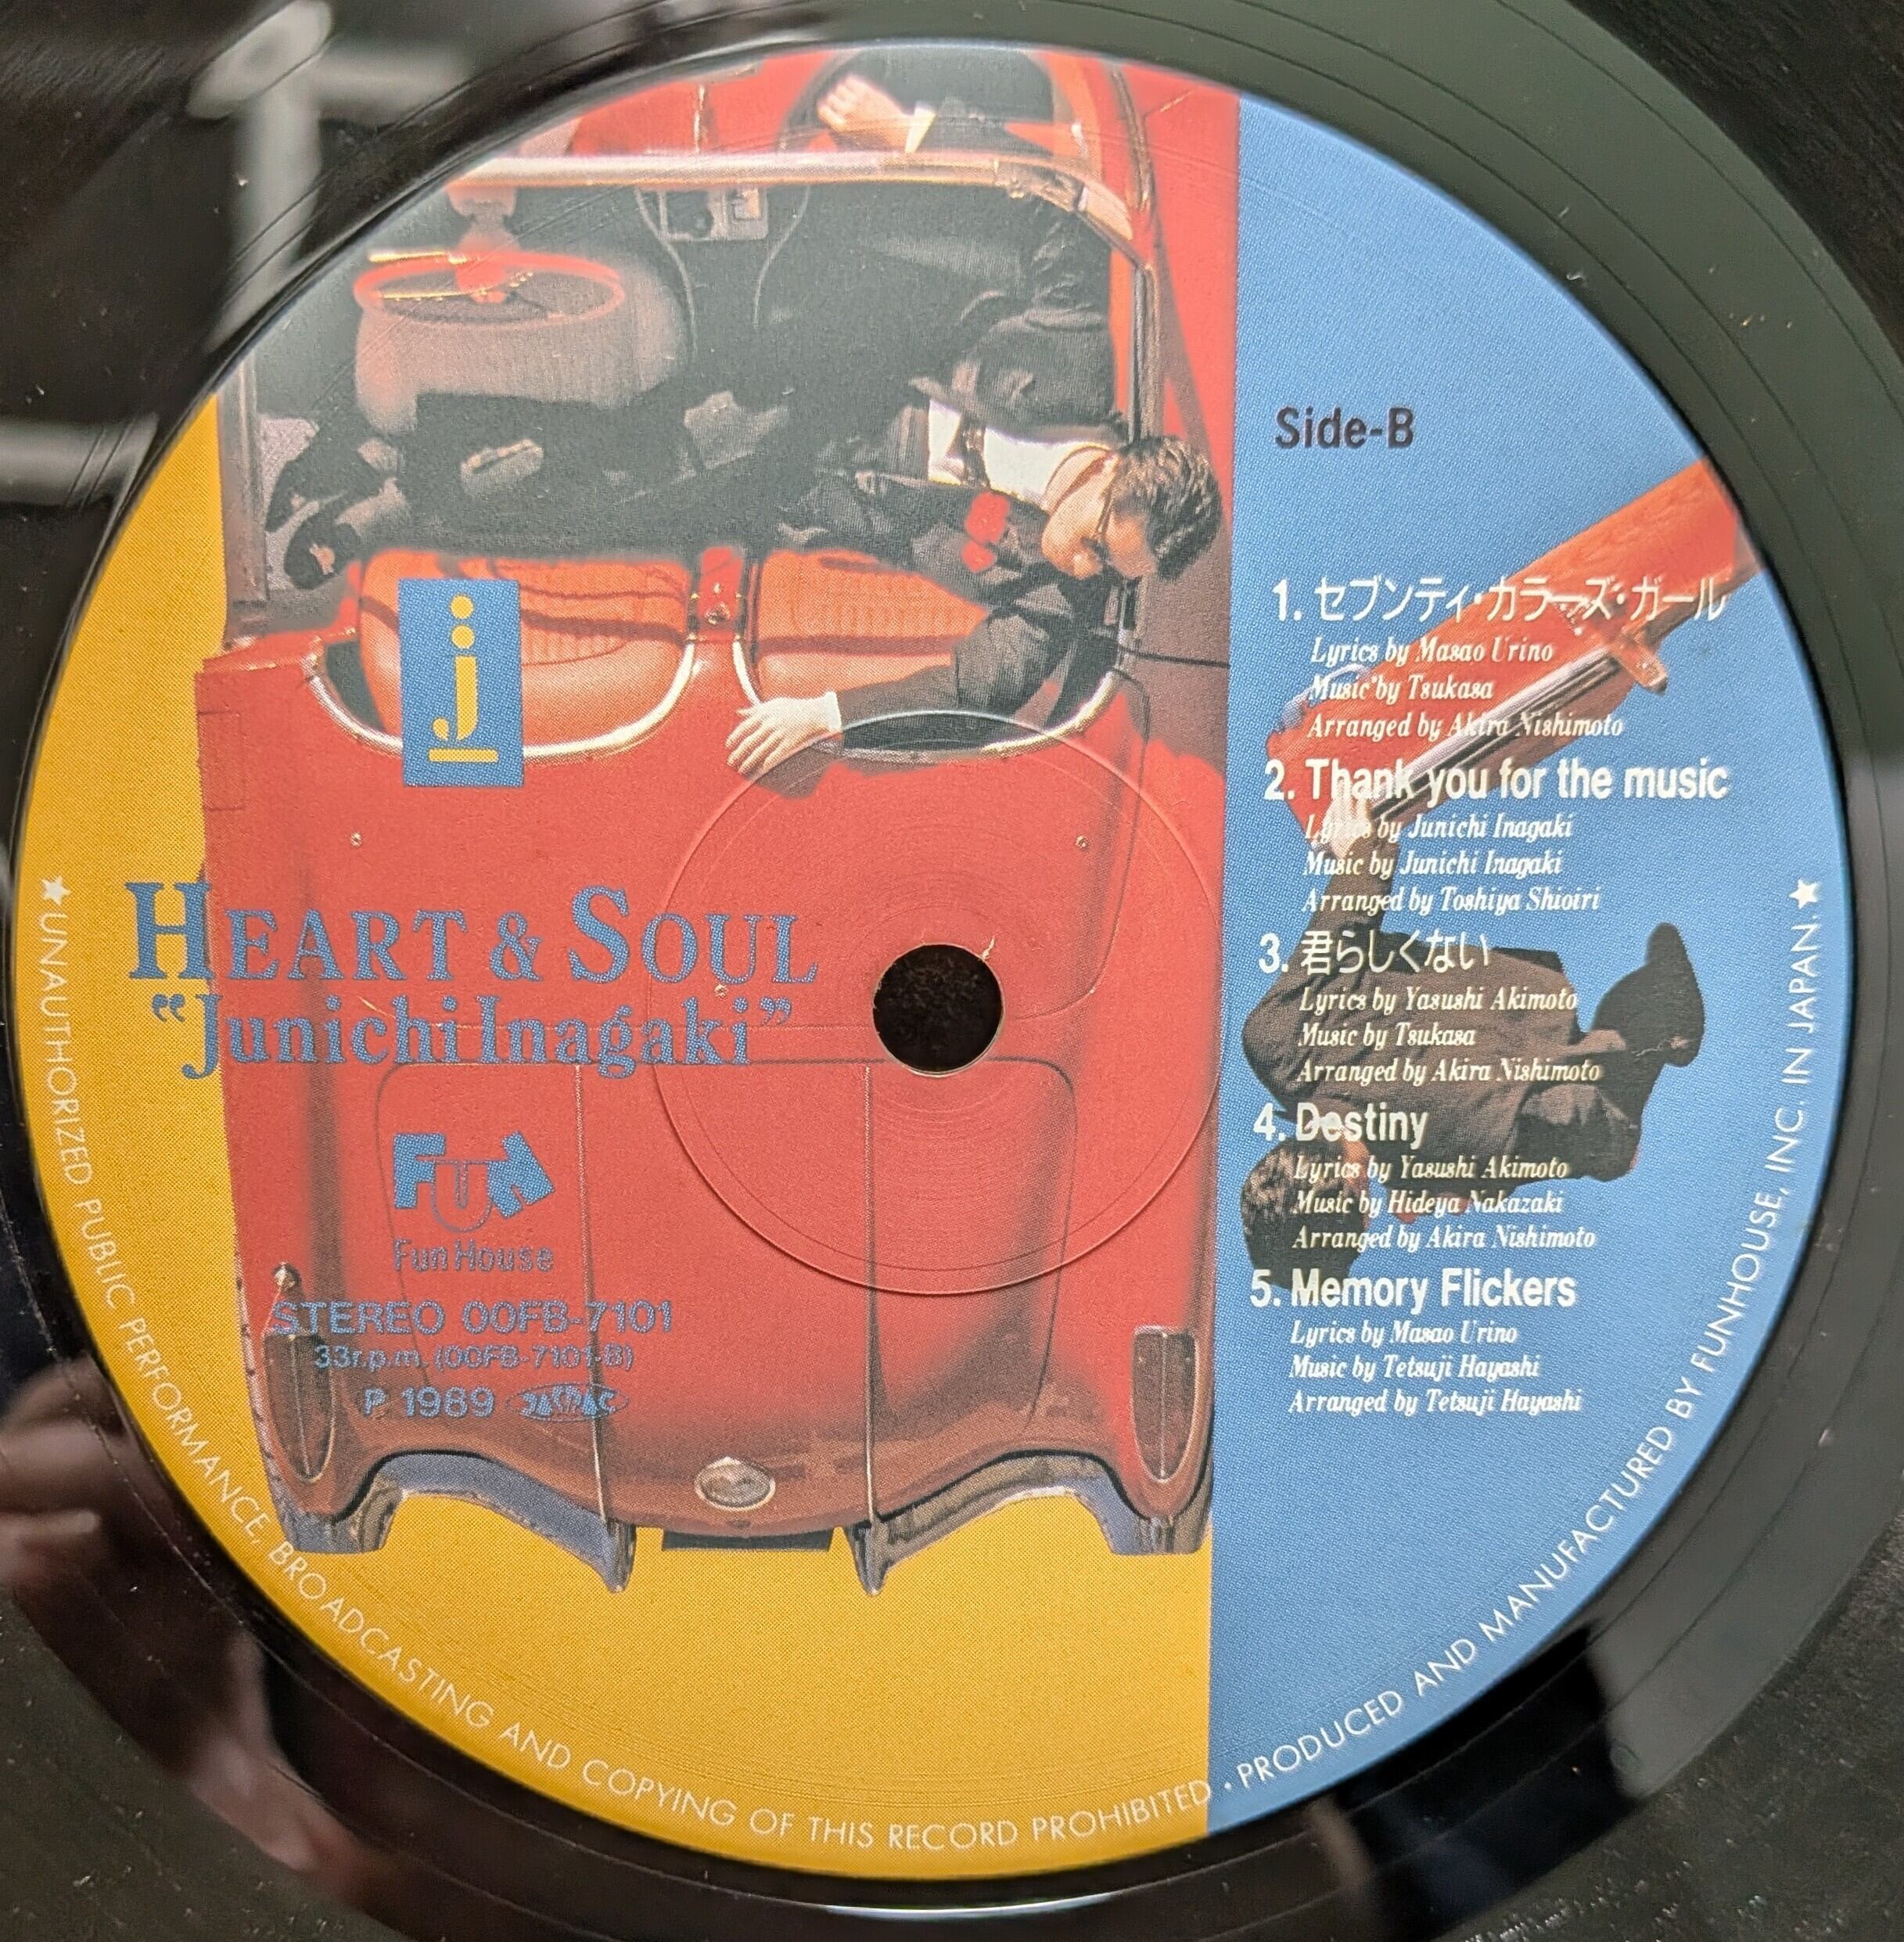 j
HEART & SOUL
“Junichi Inagaki”
FUN
Fun House
STEREO 00FB-7101
33r.p.m. (00FB-7101-B)
P 1989 JASRAC
Side-B
1. セブンティ・カラーズ・ガール
Lyrics by Masao Urino
Music by Tsukasa
Arranged by Akira Nishimoto
2. Thank you for the music
Lyrics by Junichi Inagaki
Music by Junichi Inagaki
Arranged by Toshiya Shioiri
3. 君らしくない
Lyrics by Yasushi Akimoto
Music by Tsukasa
Arranged by Akira Nishimoto
4. Destiny
Lyrics by Yasushi Akimoto
Music by Hideya Nakazaki
Arranged by Akira Nishimoto
5. Memory Flickers
Lyrics by Masao Urino
Music by Tetsuji Hayashi
Arranged by Tetsuji Hayashi
★UNAUTHORIZED PUBLIC PERFORMANCE, BROADCASTING AND COPYING OF THIS RECORD PROHIBITED・PRODUCED AND MANUFACTURED BY FUNHOUSE, INC. IN JAPAN.★